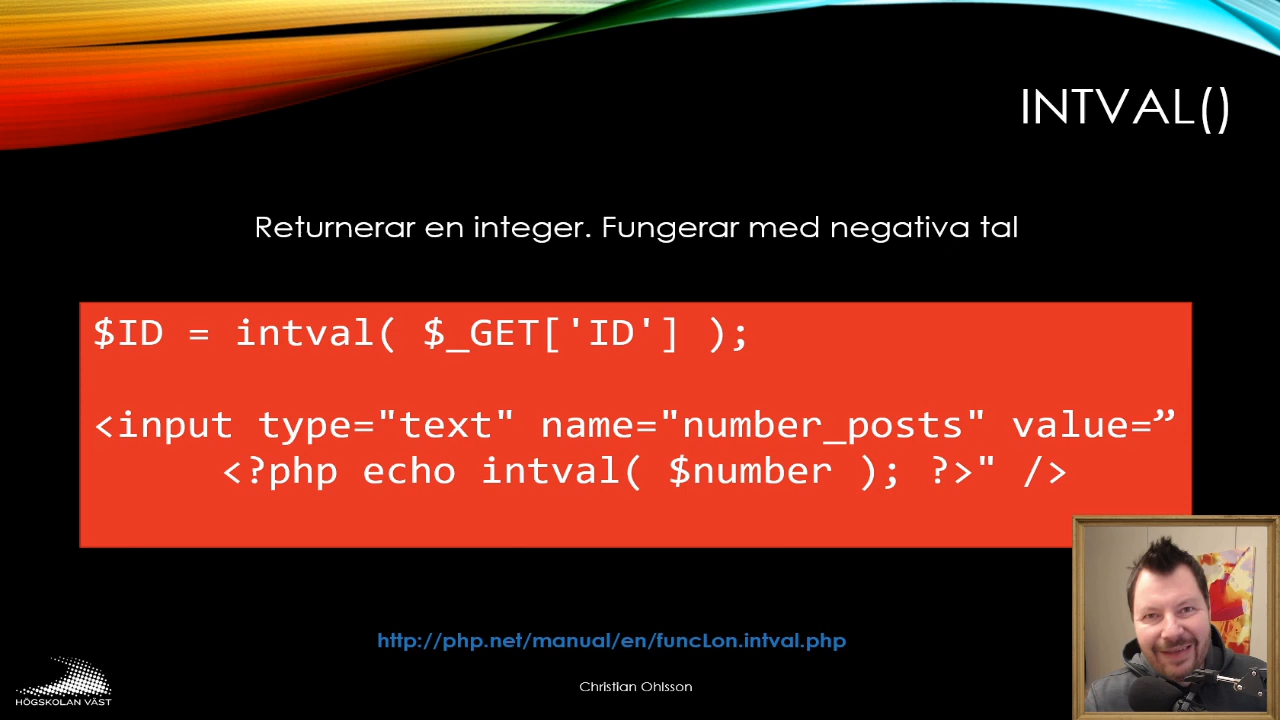 INTVAL()
Returnerar en integer. Fungerar med negativa tal
$ID = intval( $_GET['ID'] );
<input type="text" name="number_posts" value=”
<?php echo intval( $number ); ?>" />
http://php.net/manual/en/funcLon.intval.php
Christian Ohlsson
HÖGSKOLAN VÄST